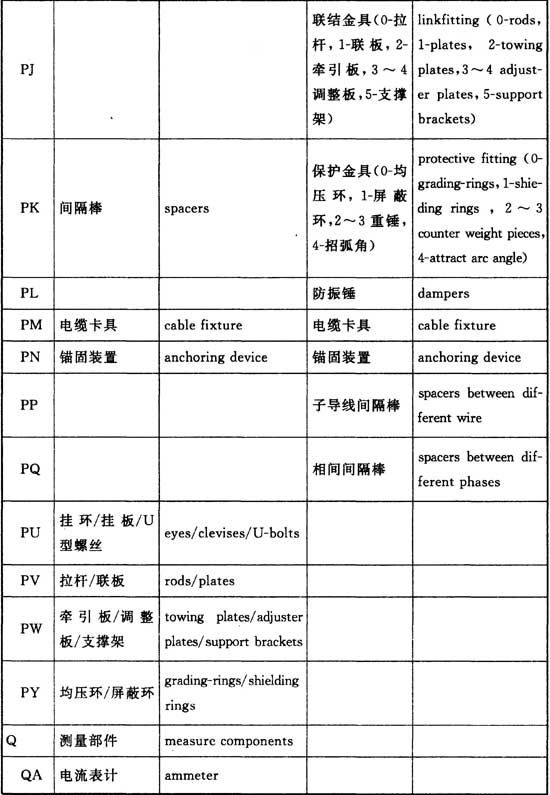 PJ
联结金具(0-拉
杆,1-联板,2-
牵引板,3～4
调整板,5-支撑
架)
linkfitting ( 0-rods,
1-plates, 2-towing
plates,3～4 adjust-
er plates, 5-support
brackets)
PK
间隔棒
spacers
保护金具(0-均
压环,1-屏蔽
环,2～3重锤,
4-招弧角)
protective fitting (0-
grading-rings,1-shie-
ding rings , 2～3
counter weight pieces,
4-attract arc angle)
PL
防振锤
dampers
PM
电缆卡具
cable fixture
电缆卡具
cable fixture
PN
锚固装置
anchoring device
锚固装置
anchoring device
PP
子导线间隔棒
spacers between dif-
ferent wire
PQ
相间间隔棒
spacers between dif-
ferent phases
PU
挂环/挂板/U
型螺丝
eyes/clevises/U-bolts
PV
拉杆/联板
rods/plates
PW
牵引板/调整
板/支撑架
towing plates/adjuster
plates/support brackets
PY
均压环/屏蔽环
grading-rings/shielding
rings
Q
测量部件
measure components
QA
电流表计
ammeter